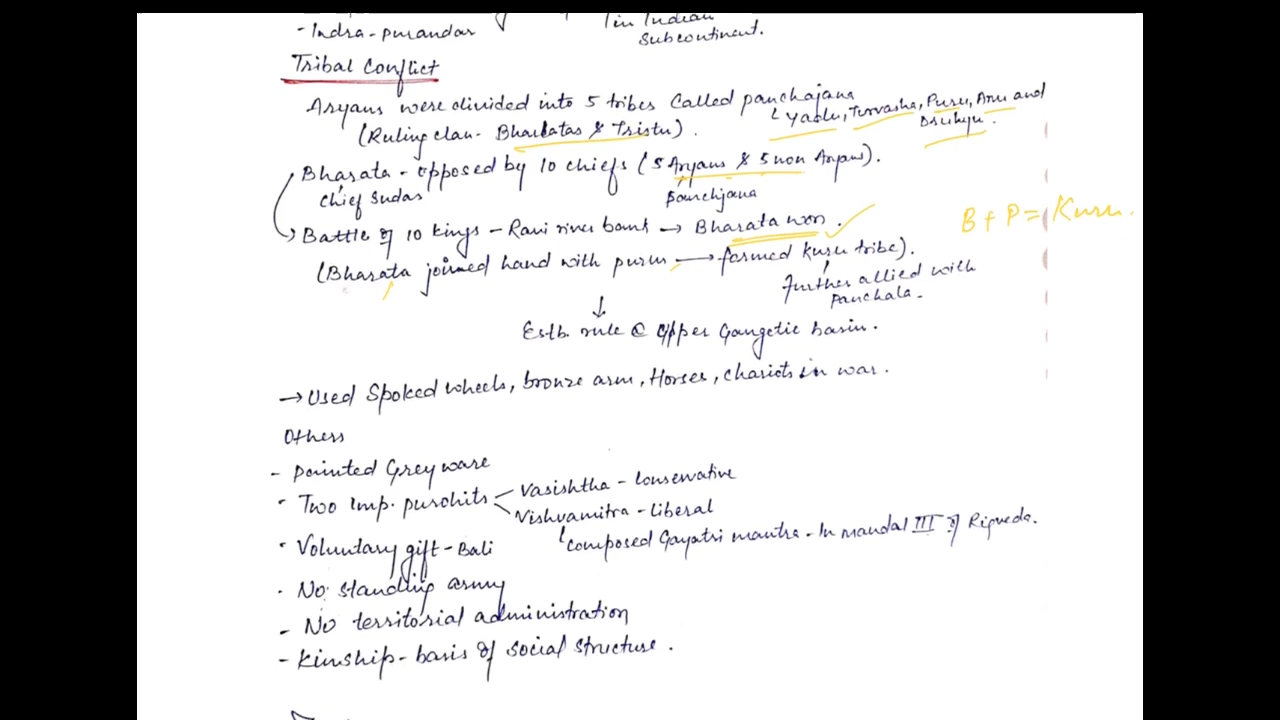 - Indra - purandar
in Indian
subcontinent.
Tribal Conflict
Aryans were divided into 5 tribes called panchajana
(Ruling clan - Bharatas & Tristu).
Yadu, Turvasha, Puru, Anu and
Druhyu.
Bharata - opposed by 10 chiefs (5 Aryans & 5 non Aryans).
chief Sudas
panchjana
Battle of 10 kings - Ravi river bank → Bharata won.
B + P = Kuru.
(Bharata joined hand with puru → formed kuru tribe).
Further allied with
panchala.
↓
Estb. rule @ upper Gangetic basin.
→ Used Spoked wheels, bronze arm, Horses, chariots in war.
Others
- painted Grey ware
- Two imp. purohits
Vasishtha - conservative
Vishvamitra - liberal
composed Gayatri mantra - In mandal III of Rigveda.
· Voluntary gift - Bali
· No standing army
- No territorial administration
- Kinship - basis of social structure.